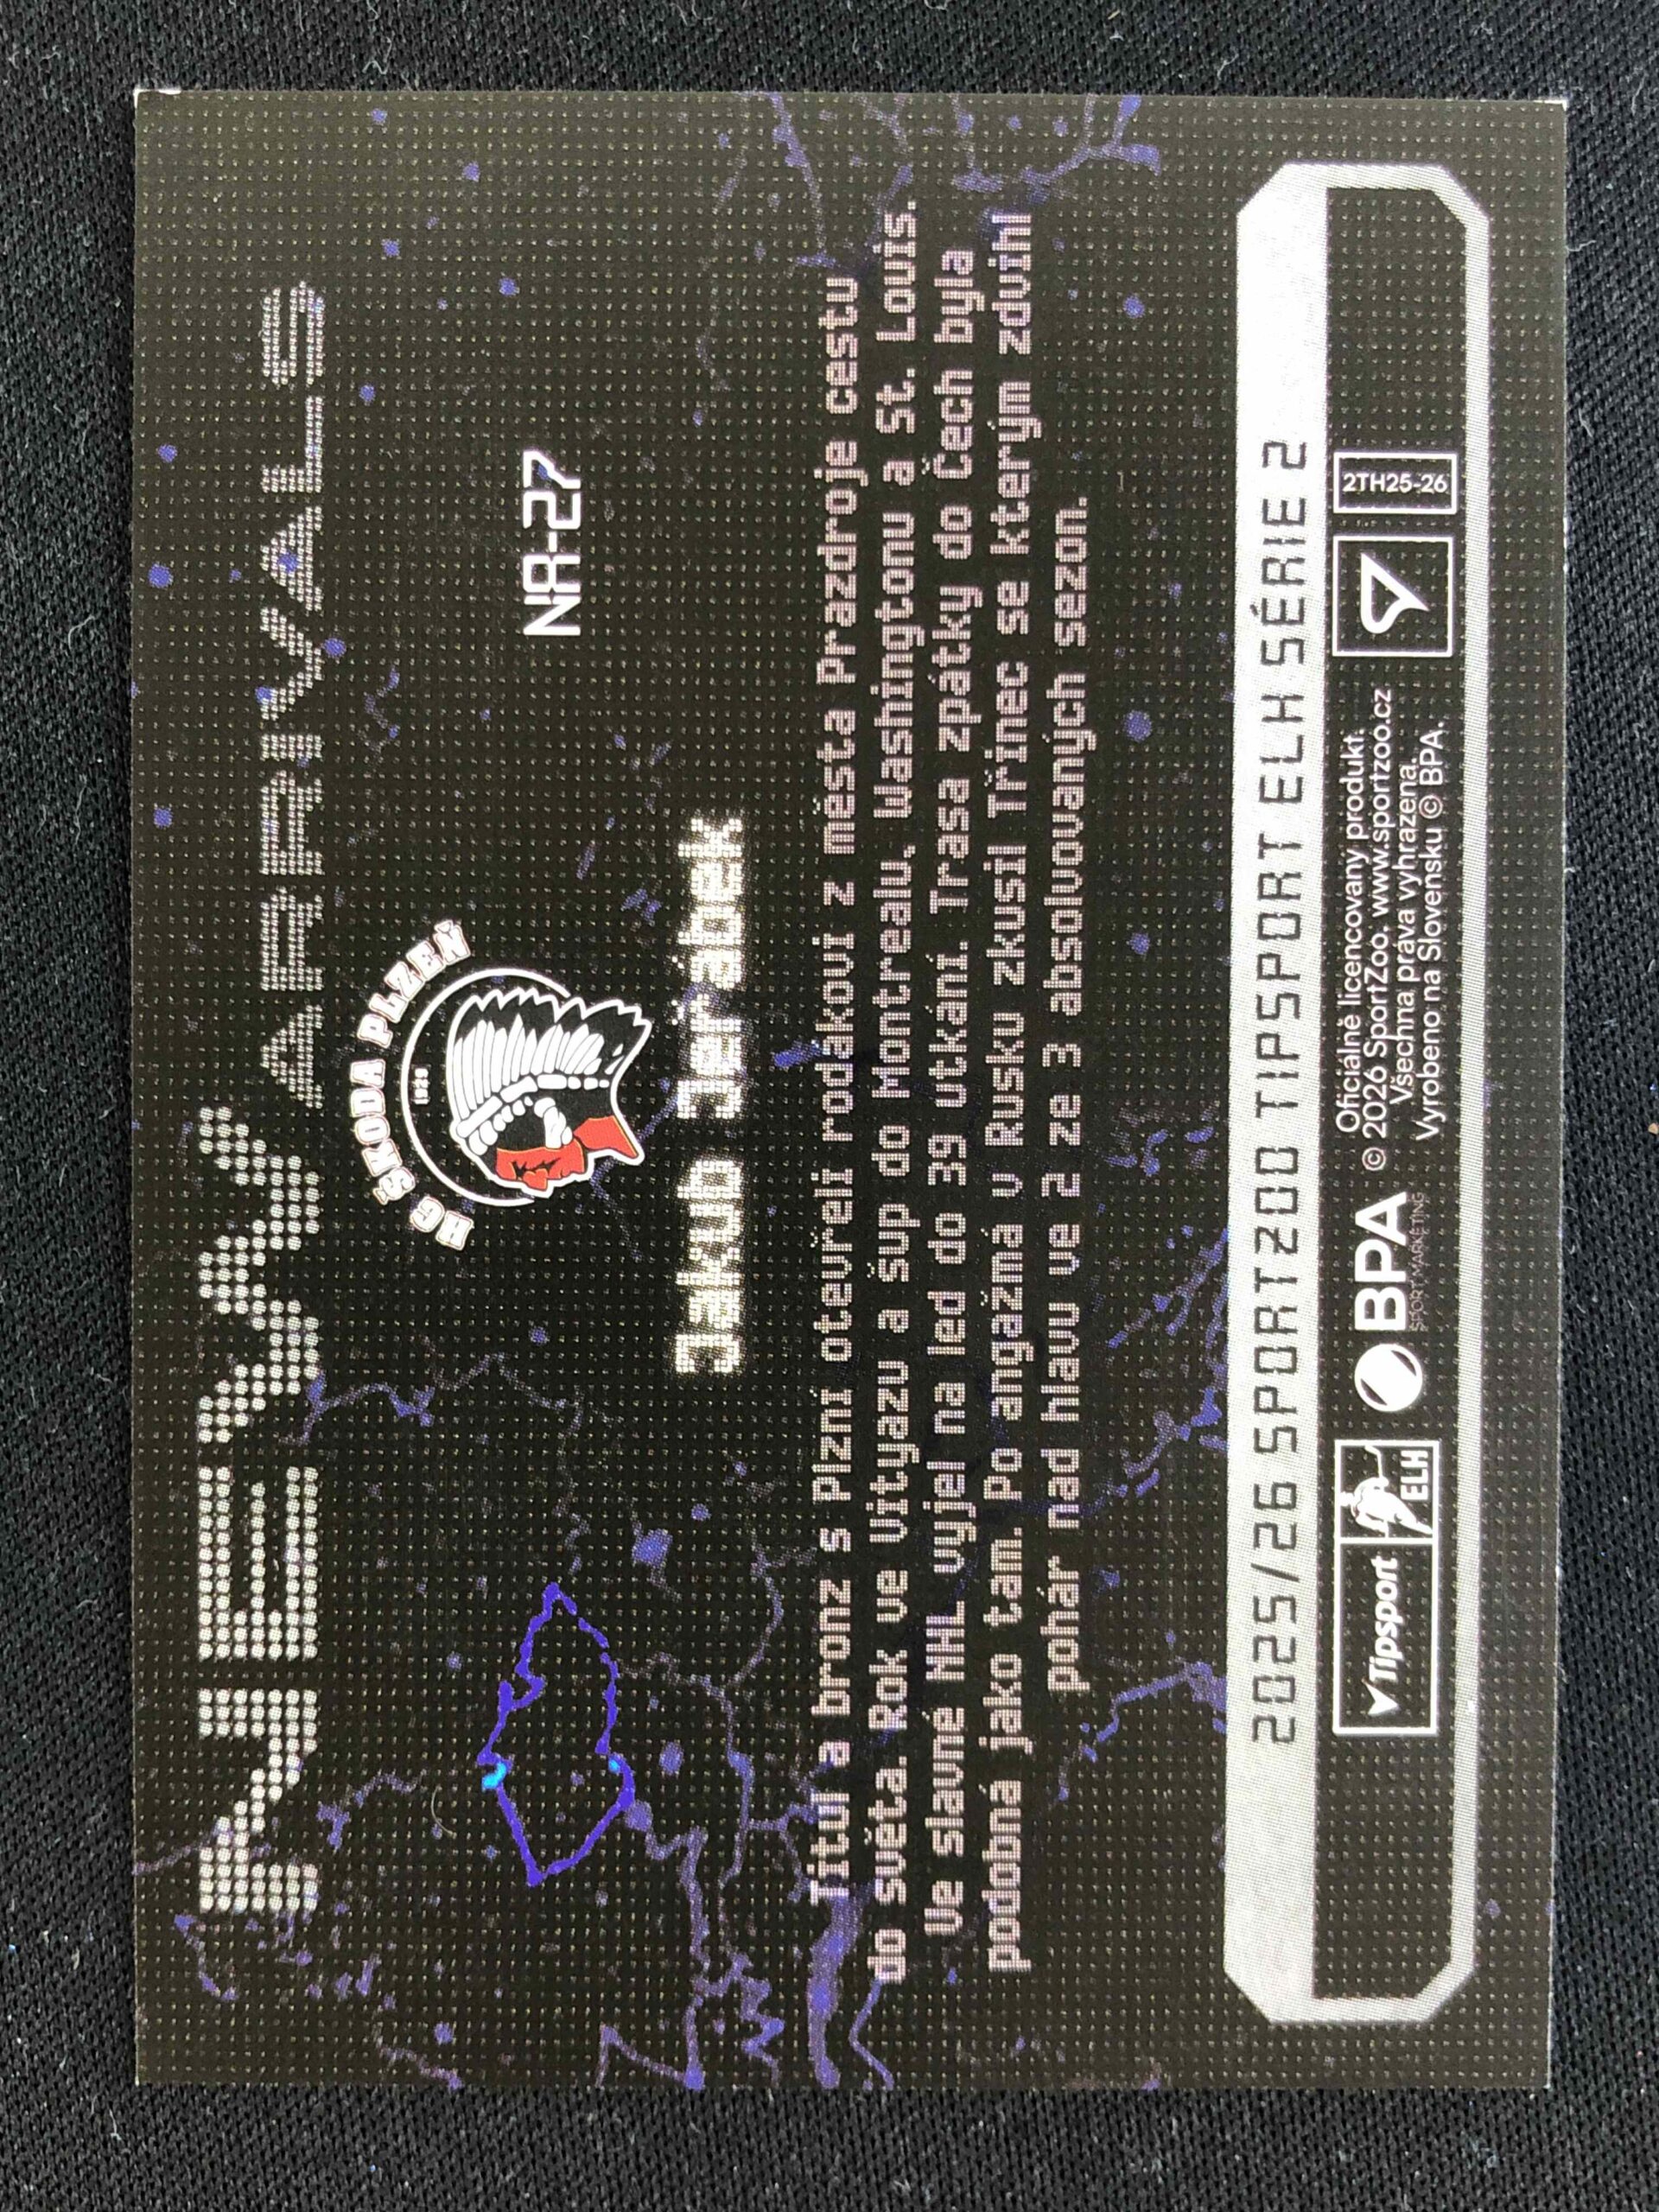 NEW ARRIVALS
HC ŠKODA PLZEŇ
1929
NA-27
Jakub Jeřábek
Titul a bronz s Plzní otevřeli rodákovi z města Prazdroje cestu
do světa. Rok ve Vityazu a šup do Montrealu, Washingtonu a St. Louis.
Ve slavné NHL vyjel na led do 39 utkání. Trasa zpátky do Čech byla
podobná jako tam. Po angažmá v Rusku zkusil Třinec se kterým zdvihl
pohár nad hlavu ve 2 ze 3 absolvovaných sezon.
2025/26 SPORTZOO TIPSPORT ELH SÉRIE 2
Tipsport
ELH
BPA
SPORT MARKETING
Oficiálně licencovaný produkt.
© 2026 SportZoo. www.sportzoo.cz
Všechna práva vyhrazena.
Vyrobeno na Slovensku © BPA.
2TH25-26